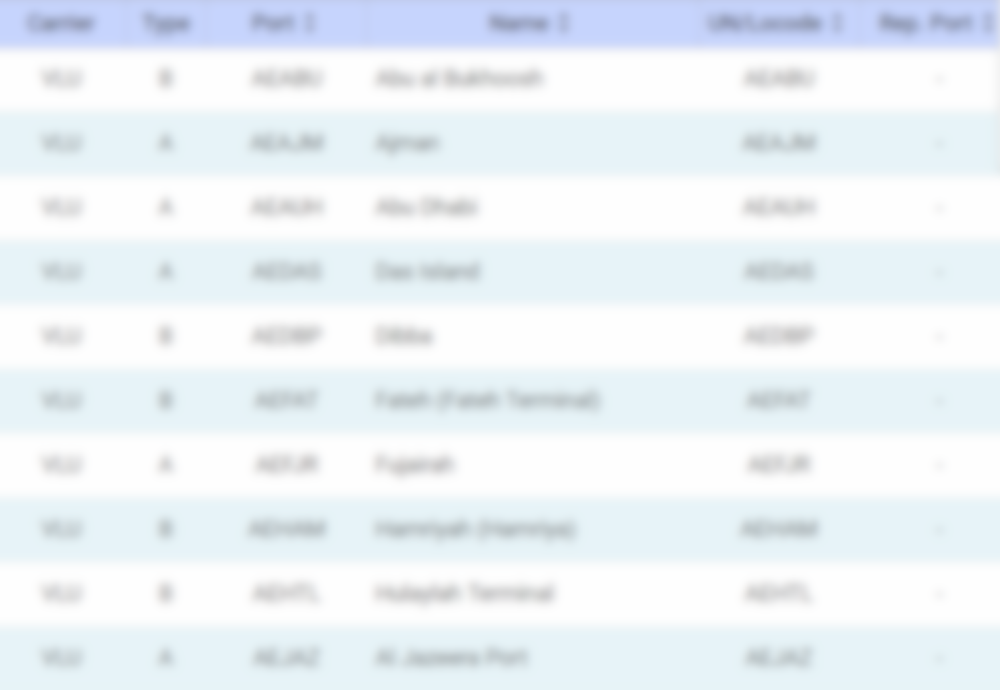 Carrier Type Port Name UN/Locode Rep. Port
VLU B AEABU Abu al Bukhoosh AEABU -
VLU A AEAJM Ajman AEAJM -
VLU A AEAUH Abu Dhabi AEAUH -
VLU A AEDAS Das Island AEDAS -
VLU B AEDBP Dibba AEDBP -
VLU B AEFAT Fateh (Fateh Terminal) AEFAT -
VLU A AEFJR Fujairah AEFJR -
VLU B AEHAM Hamriyah (Hamriya) AEHAM -
VLU B AEHTL Hulaylah Terminal AEHTL -
VLU A AEJAZ Al Jazeera Port AEJAZ -